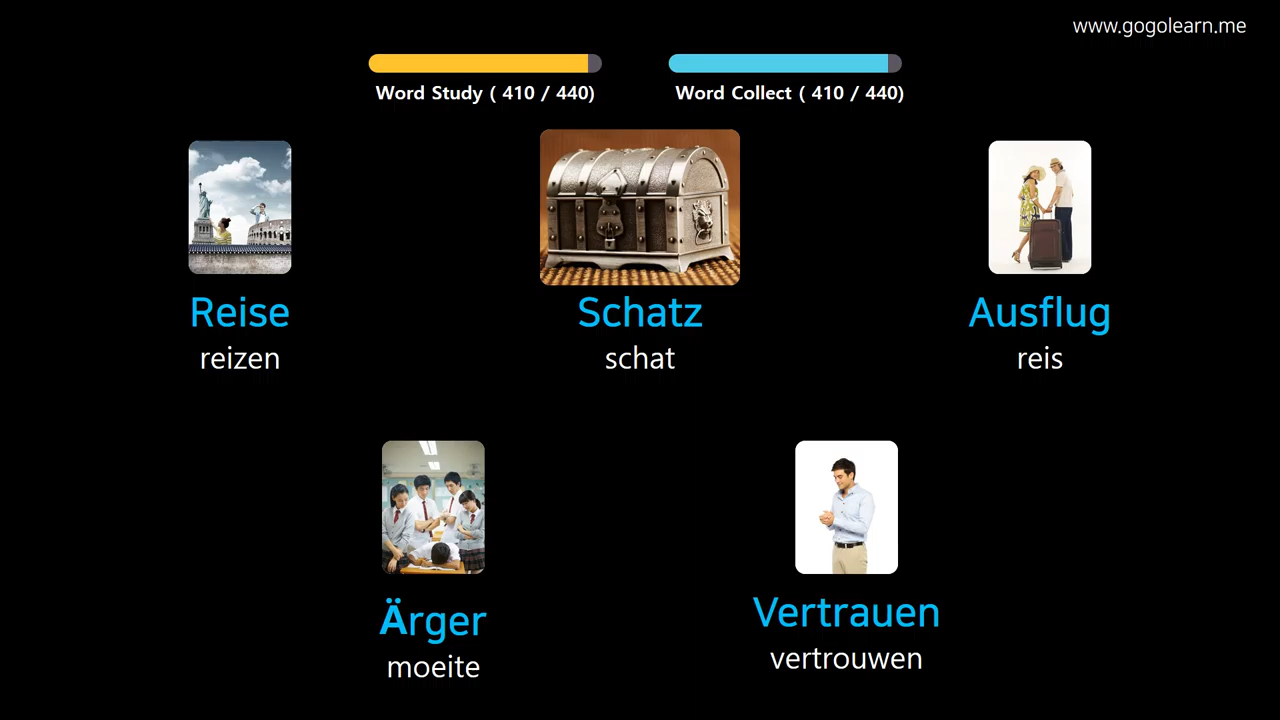 www.gogolearn.me
Word Study ( 410 / 440)
Word Collect ( 410 / 440)
Reise
reizen
Schatz
schat
Ausflug
reis
Ärger
moeite
Vertrauen
vertrouwen